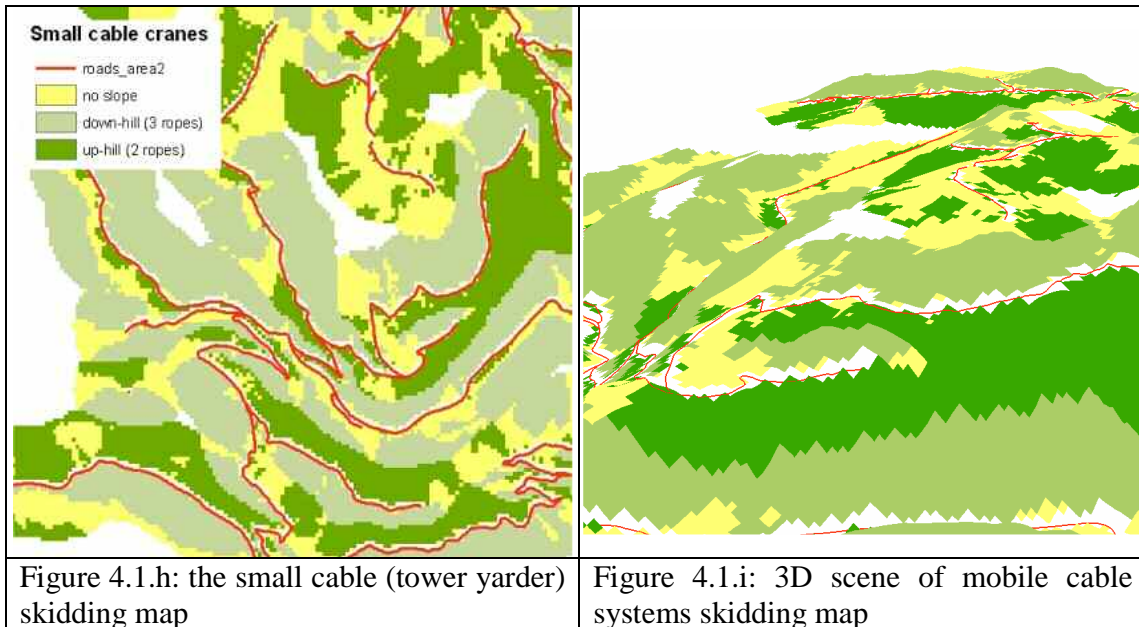 Small cable cranes
roads_area2
no slope
down-hill (3 ropes)
up-hill (2 ropes)
Figure 4.1.h: the small cable (tower yarder)
skidding map
Figure 4.1.i: 3D scene of mobile cable
systems skidding map